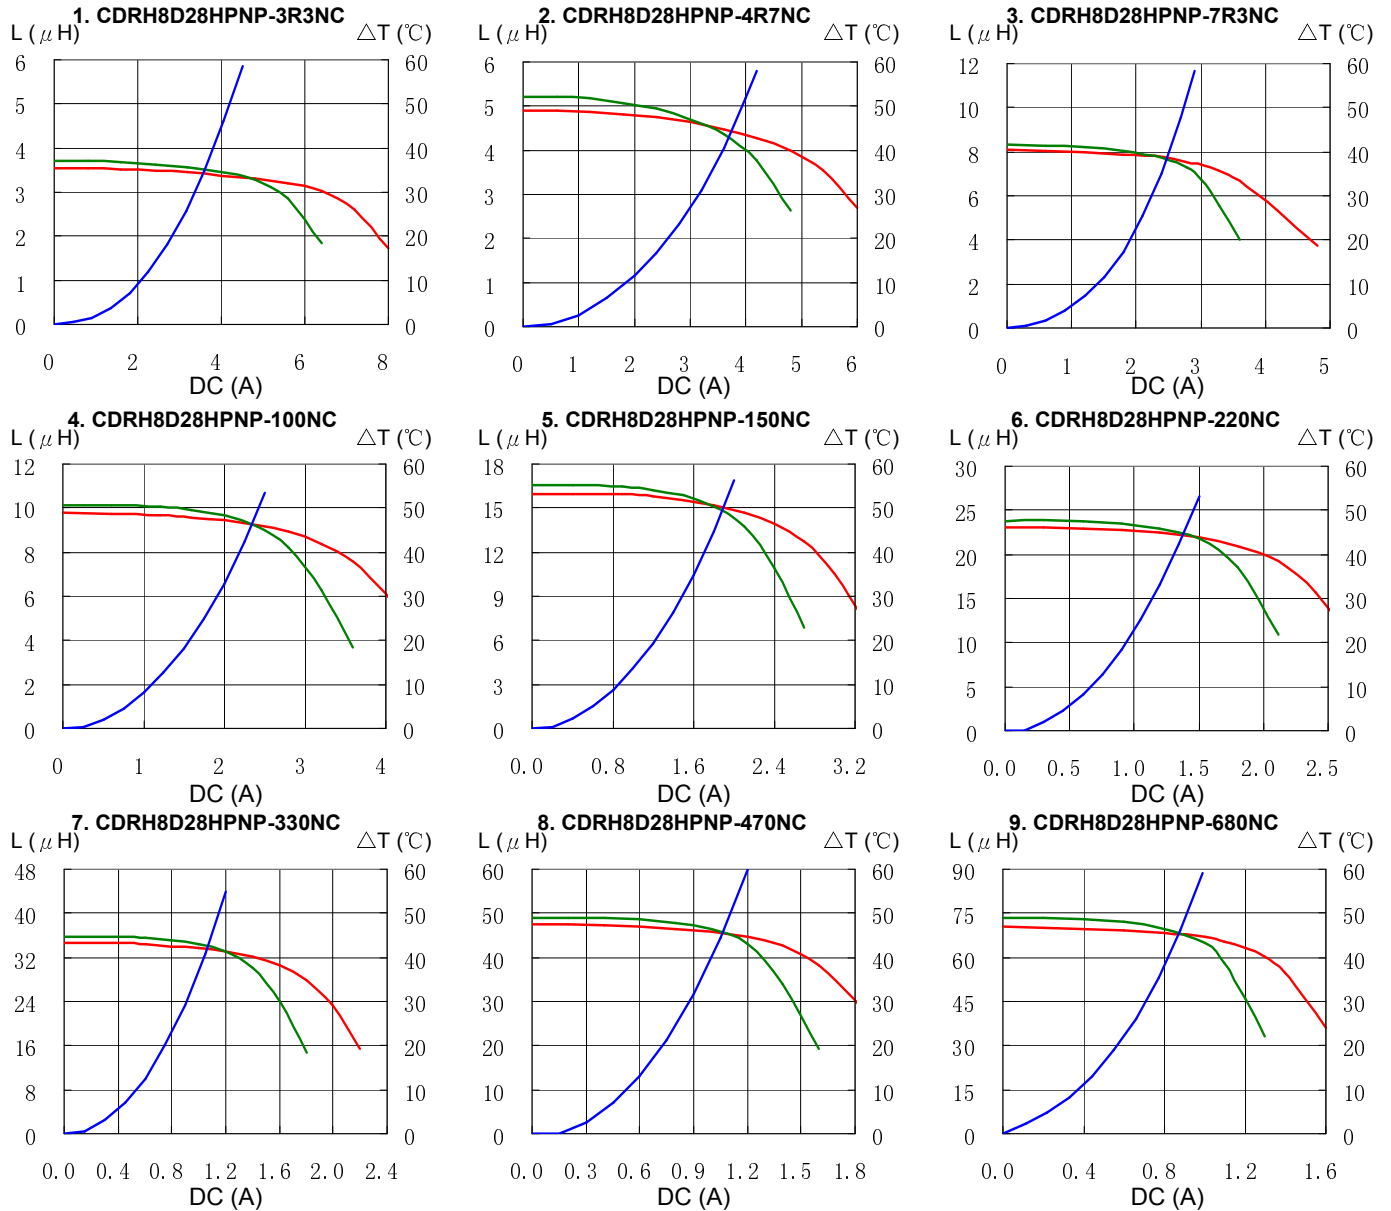 1. CDRH8D28HPNP-3R3NC
L (μH) △T (℃)
6 60
5 50
4 40
3 30
2 20
1 10
0 0
0 2 4 6 8
DC (A)
2. CDRH8D28HPNP-4R7NC
L (μH) △T (℃)
6 60
5 50
4 40
3 30
2 20
1 10
0 0
0 1 2 3 4 5 6
DC (A)
3. CDRH8D28HPNP-7R3NC
L (μH) △T (℃)
12 60
10 50
8 40
6 30
4 20
2 10
0 0
0 1 2 3 4 5
DC (A)
4. CDRH8D28HPNP-100NC
L (μH) △T (℃)
12 60
10 50
8 40
6 30
4 20
2 10
0 0
0 1 2 3 4
DC (A)
5. CDRH8D28HPNP-150NC
L (μH) △T (℃)
18 60
15 50
12 40
9 30
6 20
3 10
0 0
0.0 0.8 1.6 2.4 3.2
DC (A)
6. CDRH8D28HPNP-220NC
L (μH) △T (℃)
30 60
25 50
20 40
15 30
10 20
5 10
0 0
0.0 0.5 1.0 1.5 2.0 2.5
DC (A)
7. CDRH8D28HPNP-330NC
L (μH) △T (℃)
48 60
40 50
32 40
24 30
16 20
8 10
0 0
0.0 0.4 0.8 1.2 1.6 2.0 2.4
DC (A)
8. CDRH8D28HPNP-470NC
L (μH) △T (℃)
60 60
50 50
40 40
30 30
20 20
10 10
0 0
0.0 0.3 0.6 0.9 1.2 1.5 1.8
DC (A)
9. CDRH8D28HPNP-680NC
L (μH) △T (℃)
90 60
75 50
60 40
45 30
30 20
15 10
0 0
0.0 0.4 0.8 1.2 1.6
DC (A)